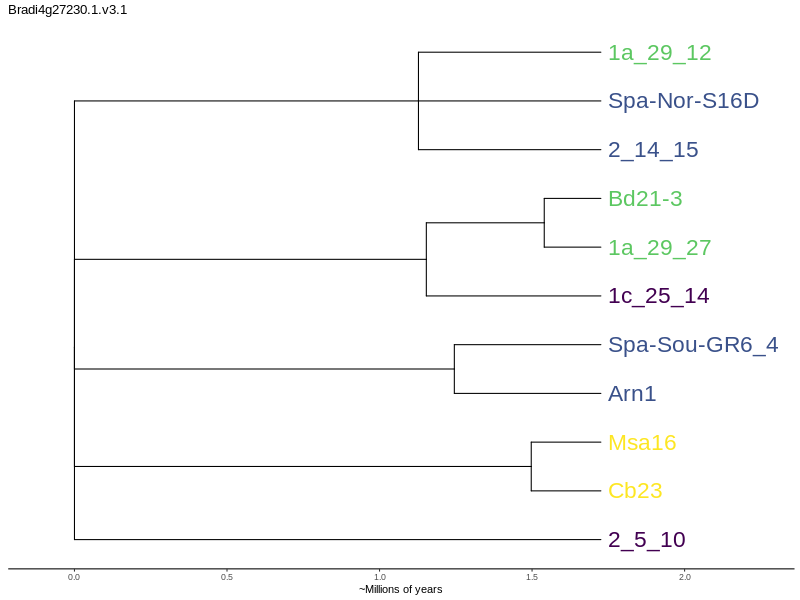 Bradi4g27230.1.v3.1
1a_29_12
Spa-Nor-S16D
2_14_15
Bd21-3
1a_29_27
1c_25_14
Spa-Sou-GR6_4
Arn1
Msa16
Cb23
2_5_10
0.0 0.5 1.0 1.5 2.0
~Millions of years